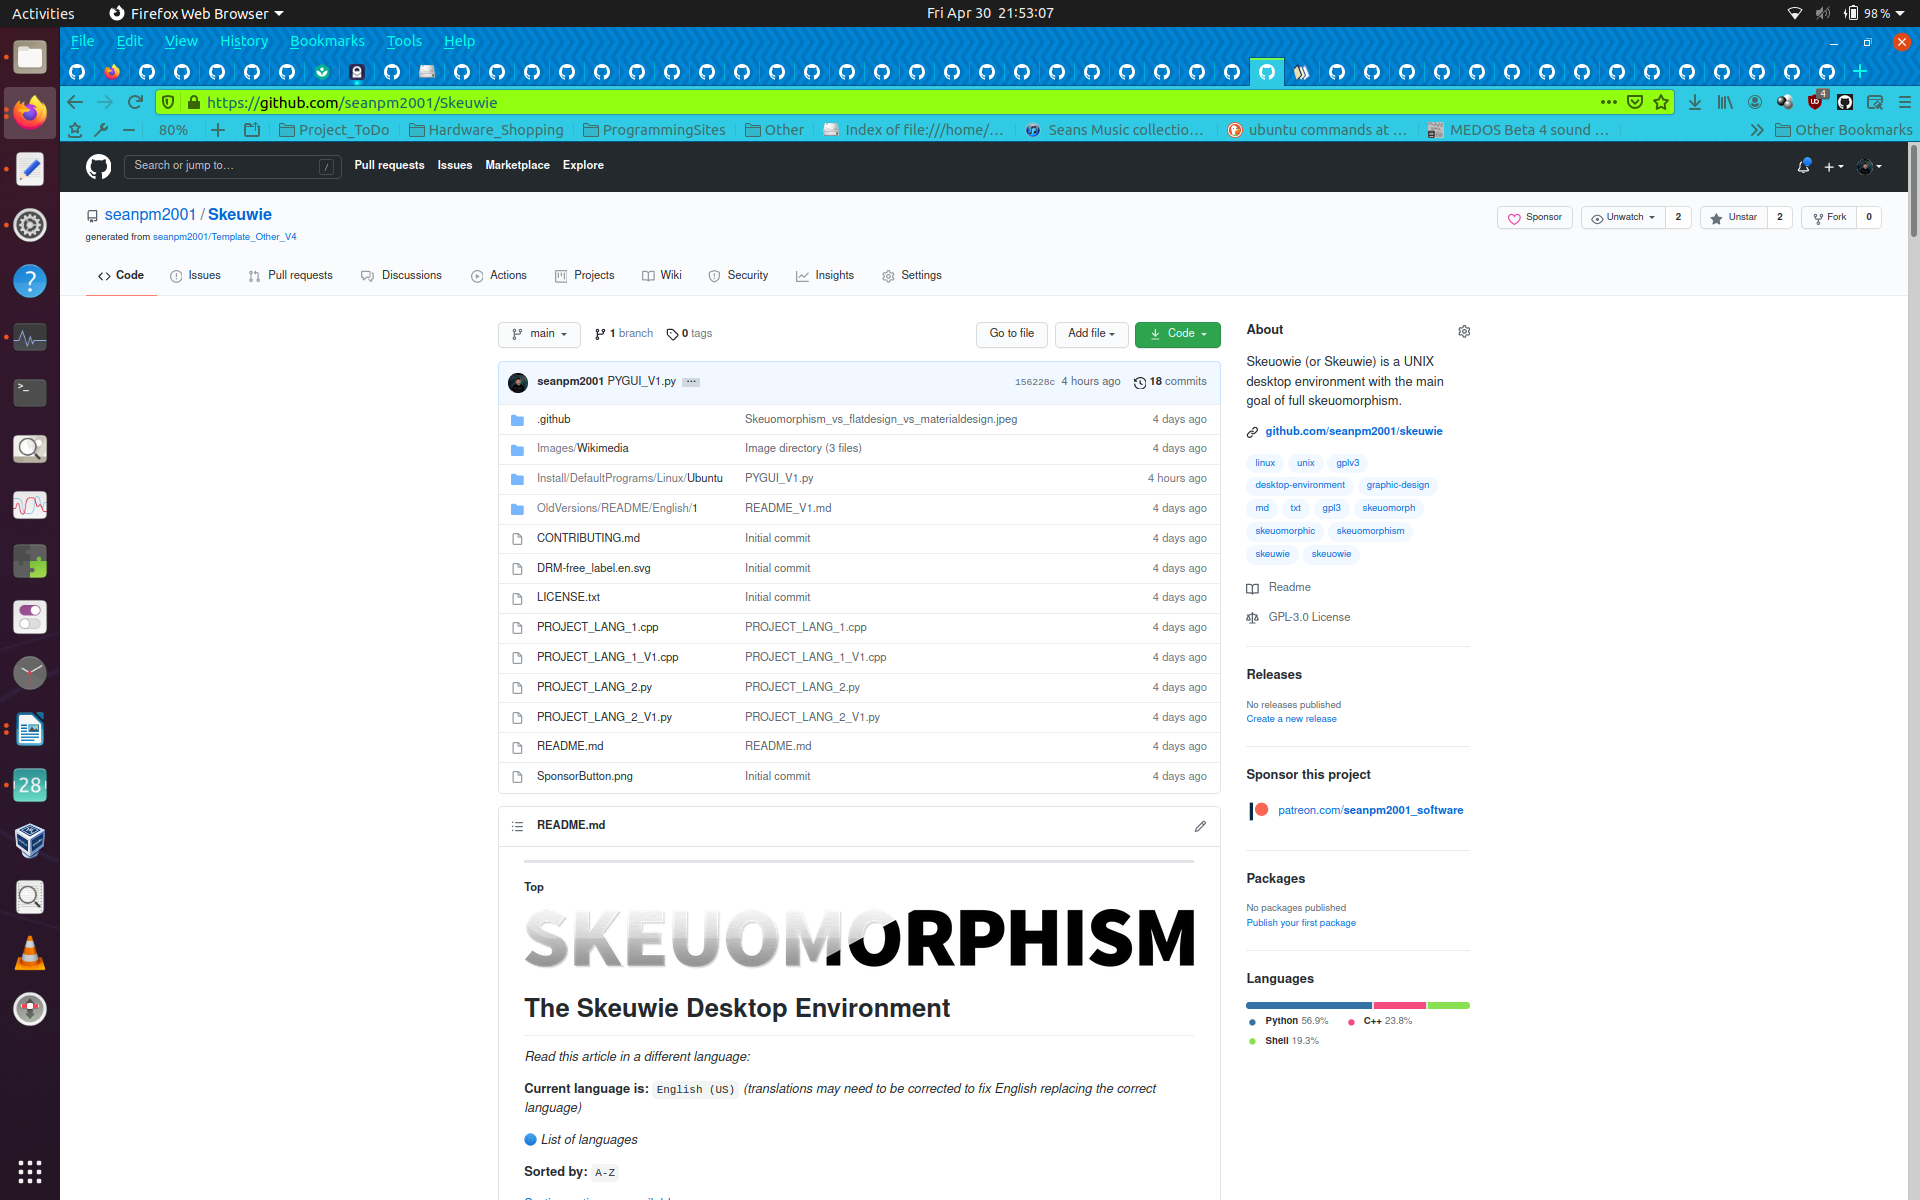 Activities Firefox Web Browser Fri Apr 30 21:53:07 98 %
File Edit View History Bookmarks Tools Help
https://github.com/seanpm2001/Skeuwie 4
80% Project_ToDo Hardware_Shopping ProgrammingSites Other Index of file:///home/… Seans Music collectio… ubuntu commands at … MEDOS Beta 4 sound … Other Bookmarks
Search or jump to… / Pull requests Issues Marketplace Explore
seanpm2001 / Skeuwie Sponsor Unwatch 2 Unstar 2 Fork 0
generated from seanpm2001/Template_Other_V4
Code Issues Pull requests Discussions Actions Projects Wiki Security Insights Settings
main 1 branch 0 tags Go to file Add file Code
seanpm2001 PYGUI_V1.py … 156228c 4 hours ago 18 commits
.github Skeuomorphism_vs_flatdesign_vs_materialdesign.jpeg 4 days ago
Images/Wikimedia Image directory (3 files) 4 days ago
Install/DefaultPrograms/Linux/Ubuntu PYGUI_V1.py 4 hours ago
OldVersions/README/English/1 README_V1.md 4 days ago
CONTRIBUTING.md Initial commit 4 days ago
DRM-free_label.en.svg Initial commit 4 days ago
LICENSE.txt Initial commit 4 days ago
PROJECT_LANG_1.cpp PROJECT_LANG_1.cpp 4 days ago
PROJECT_LANG_1_V1.cpp PROJECT_LANG_1_V1.cpp 4 days ago
PROJECT_LANG_2.py PROJECT_LANG_2.py 4 days ago
PROJECT_LANG_2_V1.py PROJECT_LANG_2_V1.py 4 days ago
README.md README.md 4 days ago
SponsorButton.png Initial commit 4 days ago
README.md
Top
SKEUOMORPHISM
The Skeuwie Desktop Environment
Read this article in a different language:
Current language is: English (US) (translations may need to be corrected to fix English replacing the correct
language)
List of languages
Sorted by: A-Z
About
Skeuowie (or Skeuwie) is a UNIX
desktop environment with the main
goal of full skeuomorphism.
github.com/seanpm2001/skeuwie
linux unix gplv3
desktop-environment graphic-design
md txt gpl3 skeuomorph
skeuomorphic skeuomorphism
skeuwie skeuowie
Readme
GPL-3.0 License
Releases
No releases published
Create a new release
Sponsor this project
patreon.com/seanpm2001_software
Packages
No packages published
Publish your first package
Languages
Python 56.9% C++ 23.8%
Shell 19.3%
28